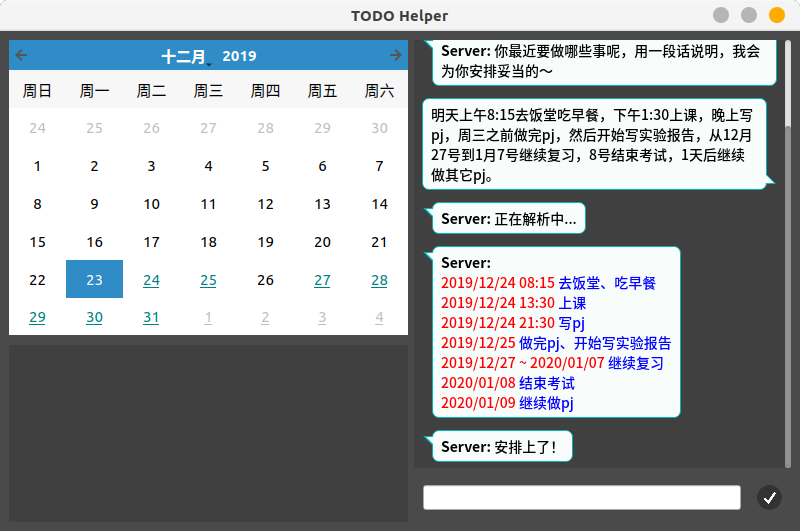 TODO Helper
十二月 2019
周日 周一 周二 周三 周四 周五 周六
24 25 26 27 28 29 30
1 2 3 4 5 6 7
8 9 10 11 12 13 14
15 16 17 18 19 20 21
22 23 24 25 26 27 28
29 30 31 1 2 3 4
Server: 你最近要做哪些事呢，用一段话说明，我会
为你安排妥当的～
明天上午8:15去饭堂吃早餐，下午1:30上课，晚上写
pj，周三之前做完pj，然后开始写实验报告，从12月
27号到1月7号继续复习，8号结束考试，1天后继续
做其它pj。
Server: 正在解析中...
Server:
2019/12/24 08:15 去饭堂、吃早餐
2019/12/24 13:30 上课
2019/12/24 21:30 写pj
2019/12/25 做完pj、开始写实验报告
2019/12/27 ~ 2020/01/07 继续复习
2020/01/08 结束考试
2020/01/09 继续做pj
Server: 安排上了！